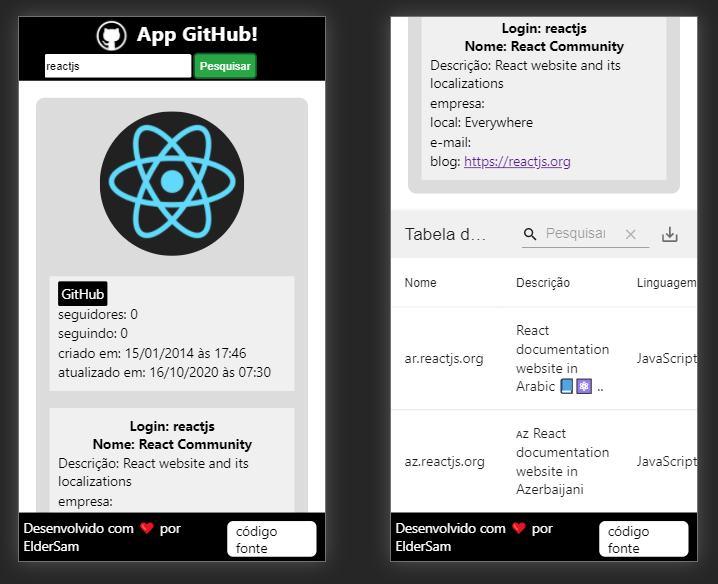 App GitHub!
reactjs
Pesquisar
GitHub
seguidores: 0
seguindo: 0
criado em: 15/01/2014 às 17:46
atualizado em: 16/10/2020 às 07:30
Login: reactjs
Nome: React Community
Descrição: React website and its
localizations
empresa:
Desenvolvido com ❤ por
ElderSam
código
fonte
Login: reactjs
Nome: React Community
Descrição: React website and its
localizations
empresa:
local: Everywhere
e-mail:
blog: https://reactjs.org
Tabela d...
Pesquisar
Nome
Descrição
Linguagem
ar.reactjs.org
React
documentation
website in
Arabic 📘⚛️ ..
JavaScript
az.reactjs.org
🇦🇿 React
documentation
website in
Azerbaijani
JavaScript
Desenvolvido com ❤ por
ElderSam
código
fonte